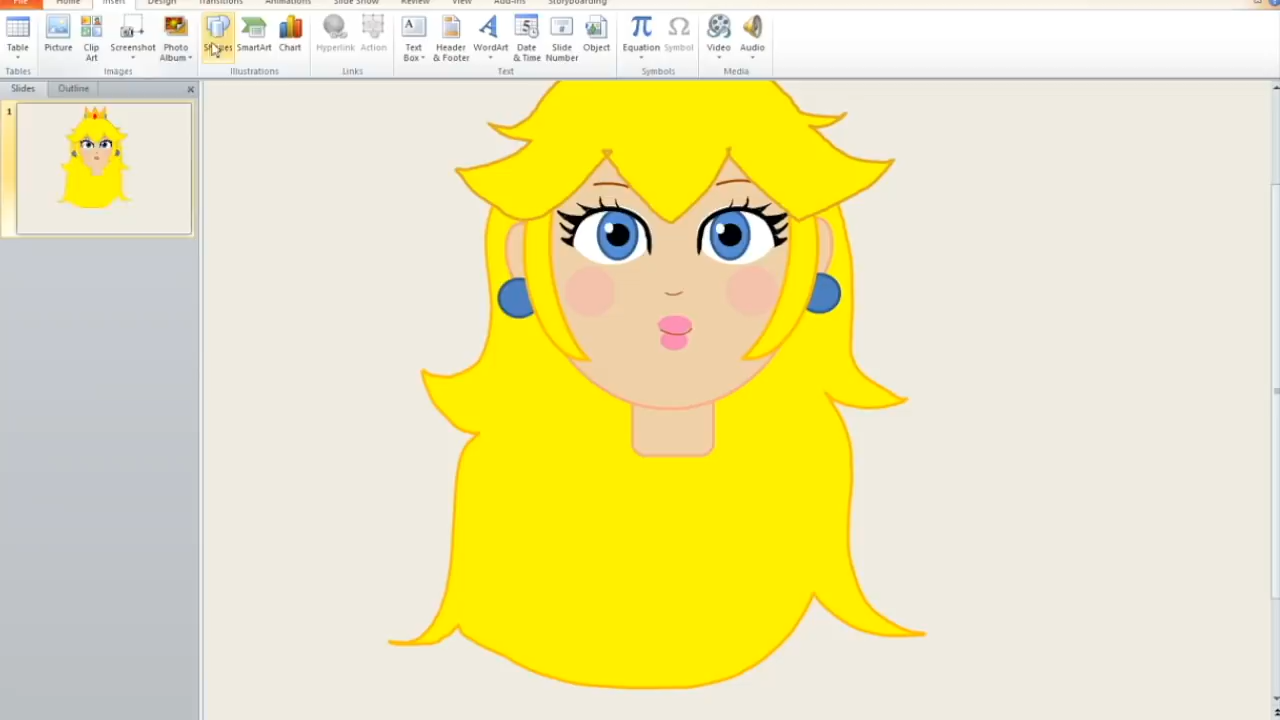 File Home Insert Design Transitions Animations Slide Show Review View Add-Ins Storyboarding
Table Picture Clip Art Screenshot Photo Album Shapes SmartArt Chart Hyperlink Action Text Box Header & Footer WordArt Date & Time Slide Number Object Equation Symbol Video Audio
Tables Images Illustrations Links Text Symbols Media
Slides Outline
1